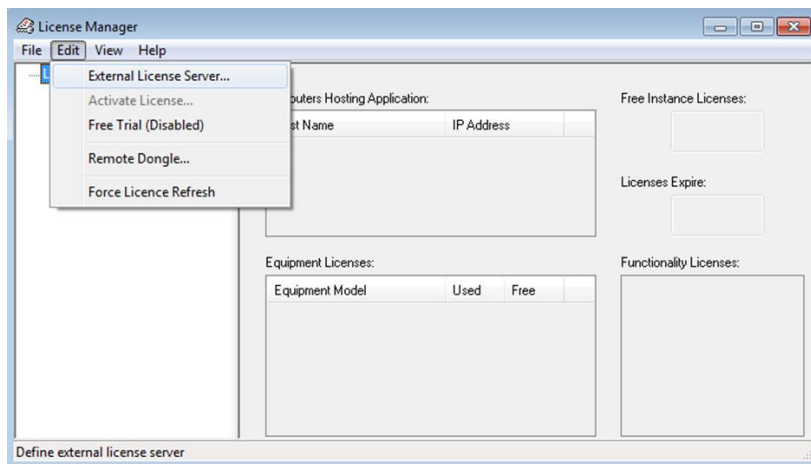 License Manager
File Edit View Help
External License Server...
Activate License...
Free Trial (Disabled)
Remote Dongle...
Force Licence Refresh
Hosting Application:
Name IP Address
Free Instance Licenses:
Licenses Expire:
Equipment Licenses:
Equipment Model Used Free
Functionality Licenses:
Define external license server